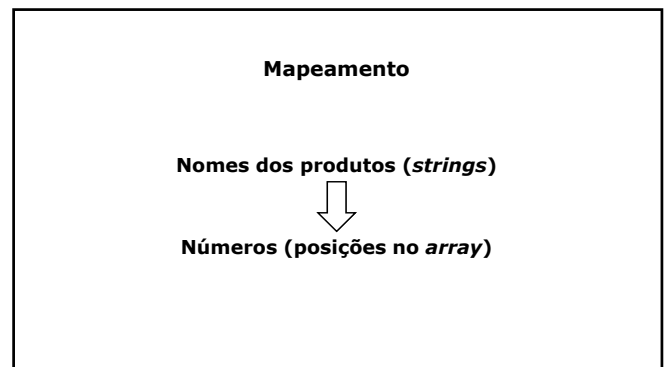 Mapeamento
Nomes dos produtos (strings)
Números (posições no array)